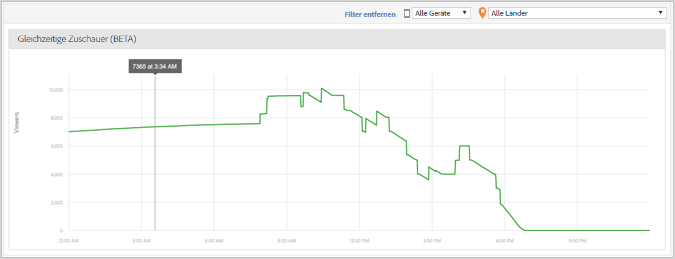 Filter entfernen Alle Geräte Alle Länder
Gleichzeitige Zuschauer (BETA)
7365 at 3:34 AM
Viewers
10,000
8,000
6,000
4,000
2,000
0
12:00 AM 3:00 AM 6:00 AM 9:00 AM 12:00 PM 3:00 PM 6:00 PM 9:00 PM